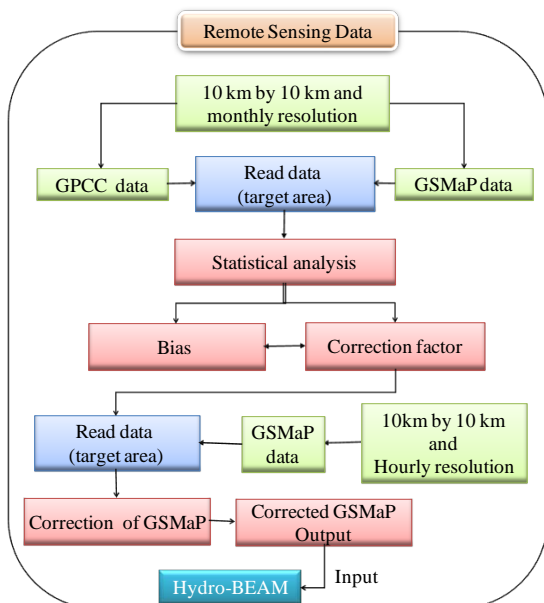 Remote Sensing Data
10 km by 10 km and
monthly resolution
GPCC data
Read data
(target area)
GSMaP data
Statistical analysis
Bias
Correction factor
Read data
(target area)
GSMaP
data
10km by 10 km
and
Hourly resolution
Correction of GSMaP
Corrected GSMaP
Output
Hydro-BEAM
Input